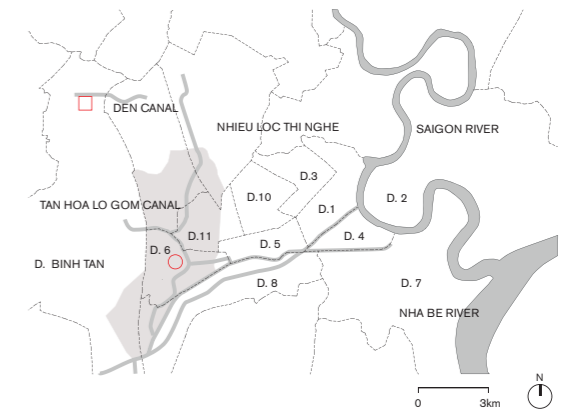 DEN CANAL
NHIEU LOC THI NGHE
SAIGON RIVER
D.3
D.10
D. 2
TAN HOA LO GOM CANAL
D.1
D.11
D. 4
D. 5
D. 6
D. BINH TAN
D. 8
D. 7
NHA BE RIVER
N
0
3km